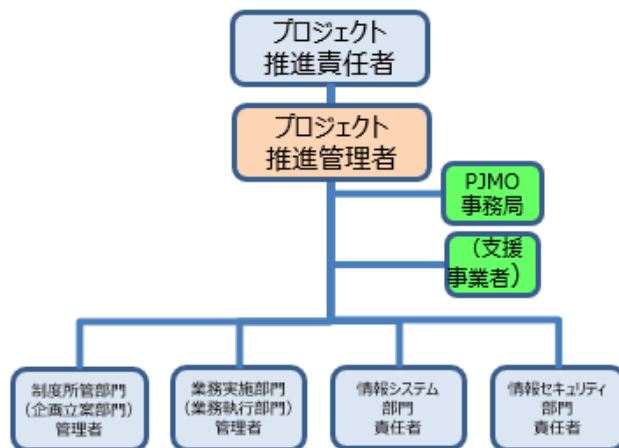 プロジェクト
推進責任者
プロジェクト
推進管理者
PJMO
事務局
（支援
事業者）
制度所管部門
（企画立案部門）
管理者
業務実施部門
（業務執行部門）
管理者
情報システム
部門
責任者
情報セキュリティ
部門
責任者